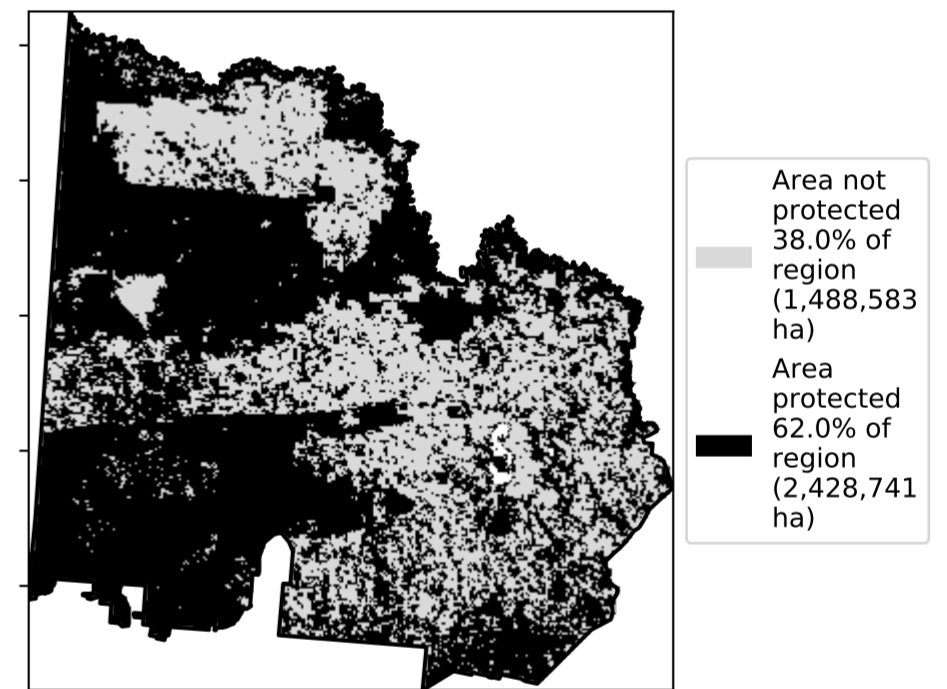 Area not
protected
38.0% of
region
(1,488,583
ha)
Area
protected
62.0% of
region
(2,428,741
ha)